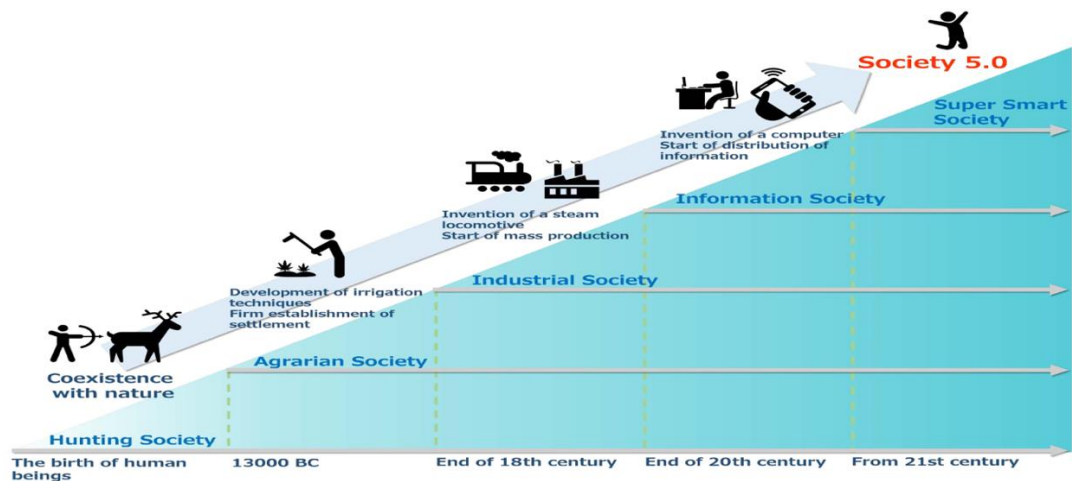 Society 5.0
Super Smart
Society
Invention of a computer
Start of distribution of
information
Information Society
Invention of a steam
locomotive
Start of mass production
Industrial Society
Development of irrigation
techniques
Firm establishment of
settlement
Agrarian Society
Coexistence
with nature
Hunting Society
The birth of human
beings
13000 BC
End of 18th century
End of 20th century
From 21st century